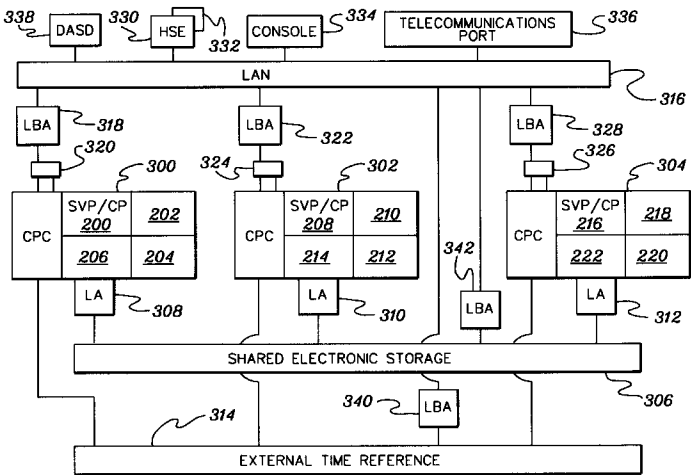 338
DASD
330
HSE
332
CONSOLE
334
TELECOMMUNICATIONS
PORT
336
LAN
316
LBA
318
LBA
322
LBA
328
320
300
324
302
326
304
CPC
SVP/CP
200
202
206
204
CPC
SVP/CP
208
210
214
212
CPC
SVP/CP
216
218
222
220
LA
308
LA
310
342
LBA
LA
312
SHARED ELECTRONIC STORAGE
306
314
340
LBA
EXTERNAL TIME REFERENCE